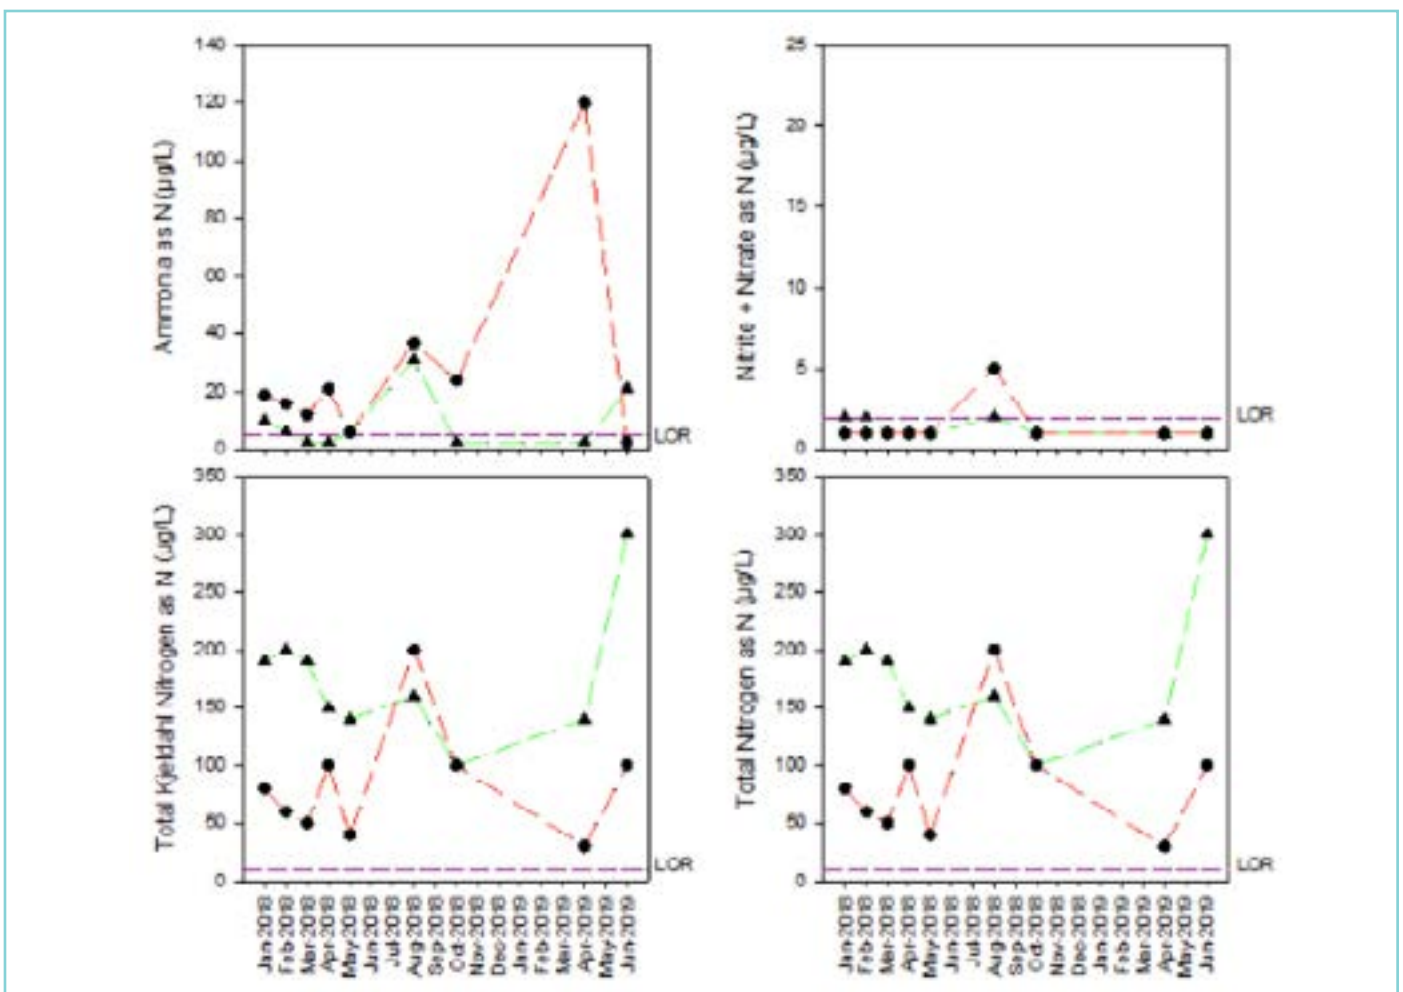 140
120
100
80
60
40
20
0
Ammonia as N (µg/L)
LOR
25
20
15
10
5
0
Nitrite + Nitrate as N (µg/L)
LOR
350
300
250
200
150
100
50
0
Total Kjeldahl Nitrogen as N (µg/L)
LOR
Jan-2018
Feb-2018
Mar-2018
Apr-2018
May-2018
Jun-2018
Jul-2018
Aug-2018
Sep-2018
Oct-2018
Nov-2018
Dec-2018
Jan-2019
Feb-2019
Mar-2019
Apr-2019
May-2019
Jun-2019
350
300
250
200
150
100
50
0
Total Nitrogen as N (µg/L)
LOR
Jan-2018
Feb-2018
Mar-2018
Apr-2018
May-2018
Jun-2018
Jul-2018
Aug-2018
Sep-2018
Oct-2018
Nov-2018
Dec-2018
Jan-2019
Feb-2019
Mar-2019
Apr-2019
May-2019
Jun-2019